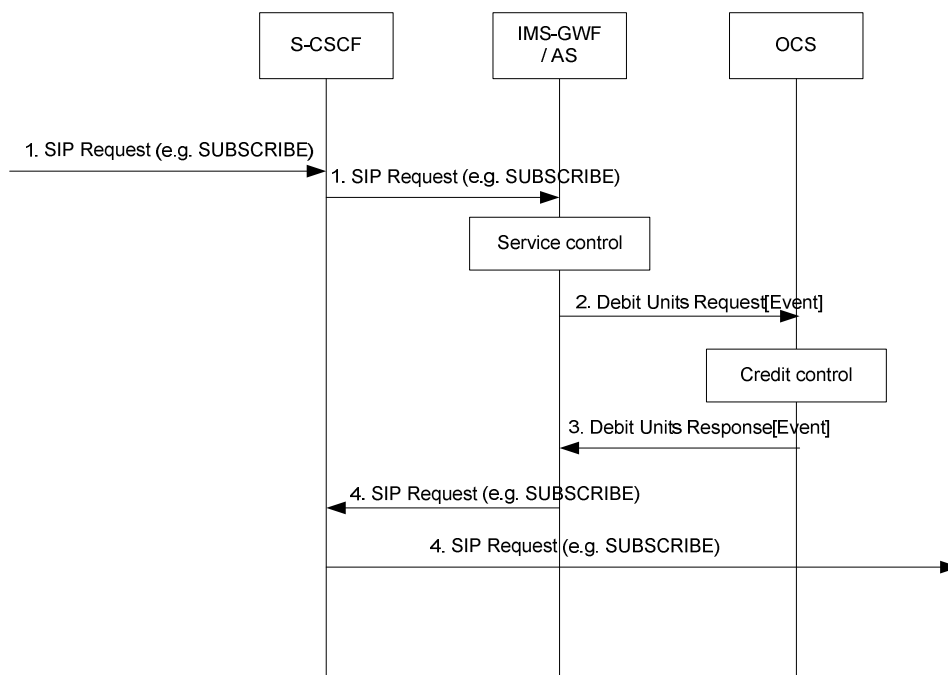 S-CSCF
IMS-GWF
/ AS
OCS
1. SIP Request (e.g. SUBSCRIBE)
1. SIP Request (e.g. SUBSCRIBE)
Service control
2. Debit Units Request[Event]
Credit control
3. Debit Units Response[Event]
4. SIP Request (e.g. SUBSCRIBE)
4. SIP Request (e.g. SUBSCRIBE)